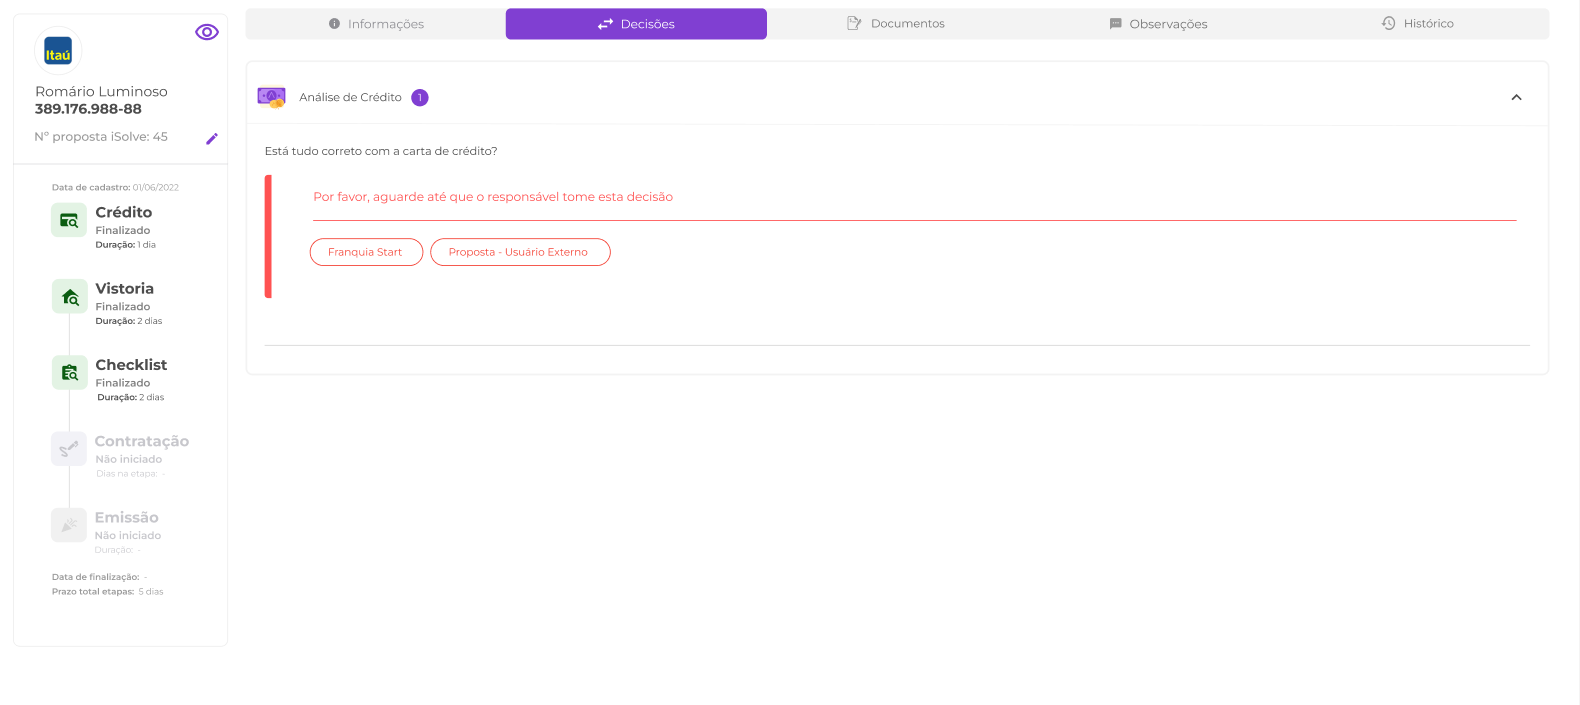 Informações
Decisões
Documentos
Observações
Histórico
Itaú
Romário Luminoso
389.176.988-88
Nº proposta iSolve: 45
Data de cadastro: 01/06/2022
Crédito
Finalizado
Duração: 1 dia
Vistoria
Finalizado
Duração: 2 dias
Checklist
Finalizado
Duração: 2 dias
Contratação
Não iniciado
Dias na etapa: -
Emissão
Não iniciado
Duração: -
Data de finalização: -
Prazo total etapas: 5 dias
Análise de Crédito 1
Está tudo correto com a carta de crédito?
Por favor, aguarde até que o responsável tome esta decisão
Franquia Start
Proposta - Usuário Externo